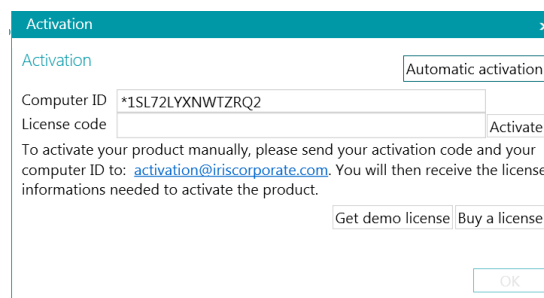 Activation
Activation
Automatic activation
Computer ID *1SL72LYXNWTZRQ2
License code
Activate
To activate your product manually, please send your activation code and your
computer ID to: activation@iriscorporate.com. You will then receive the license
informations needed to activate the product.
Get demo license Buy a license
OK